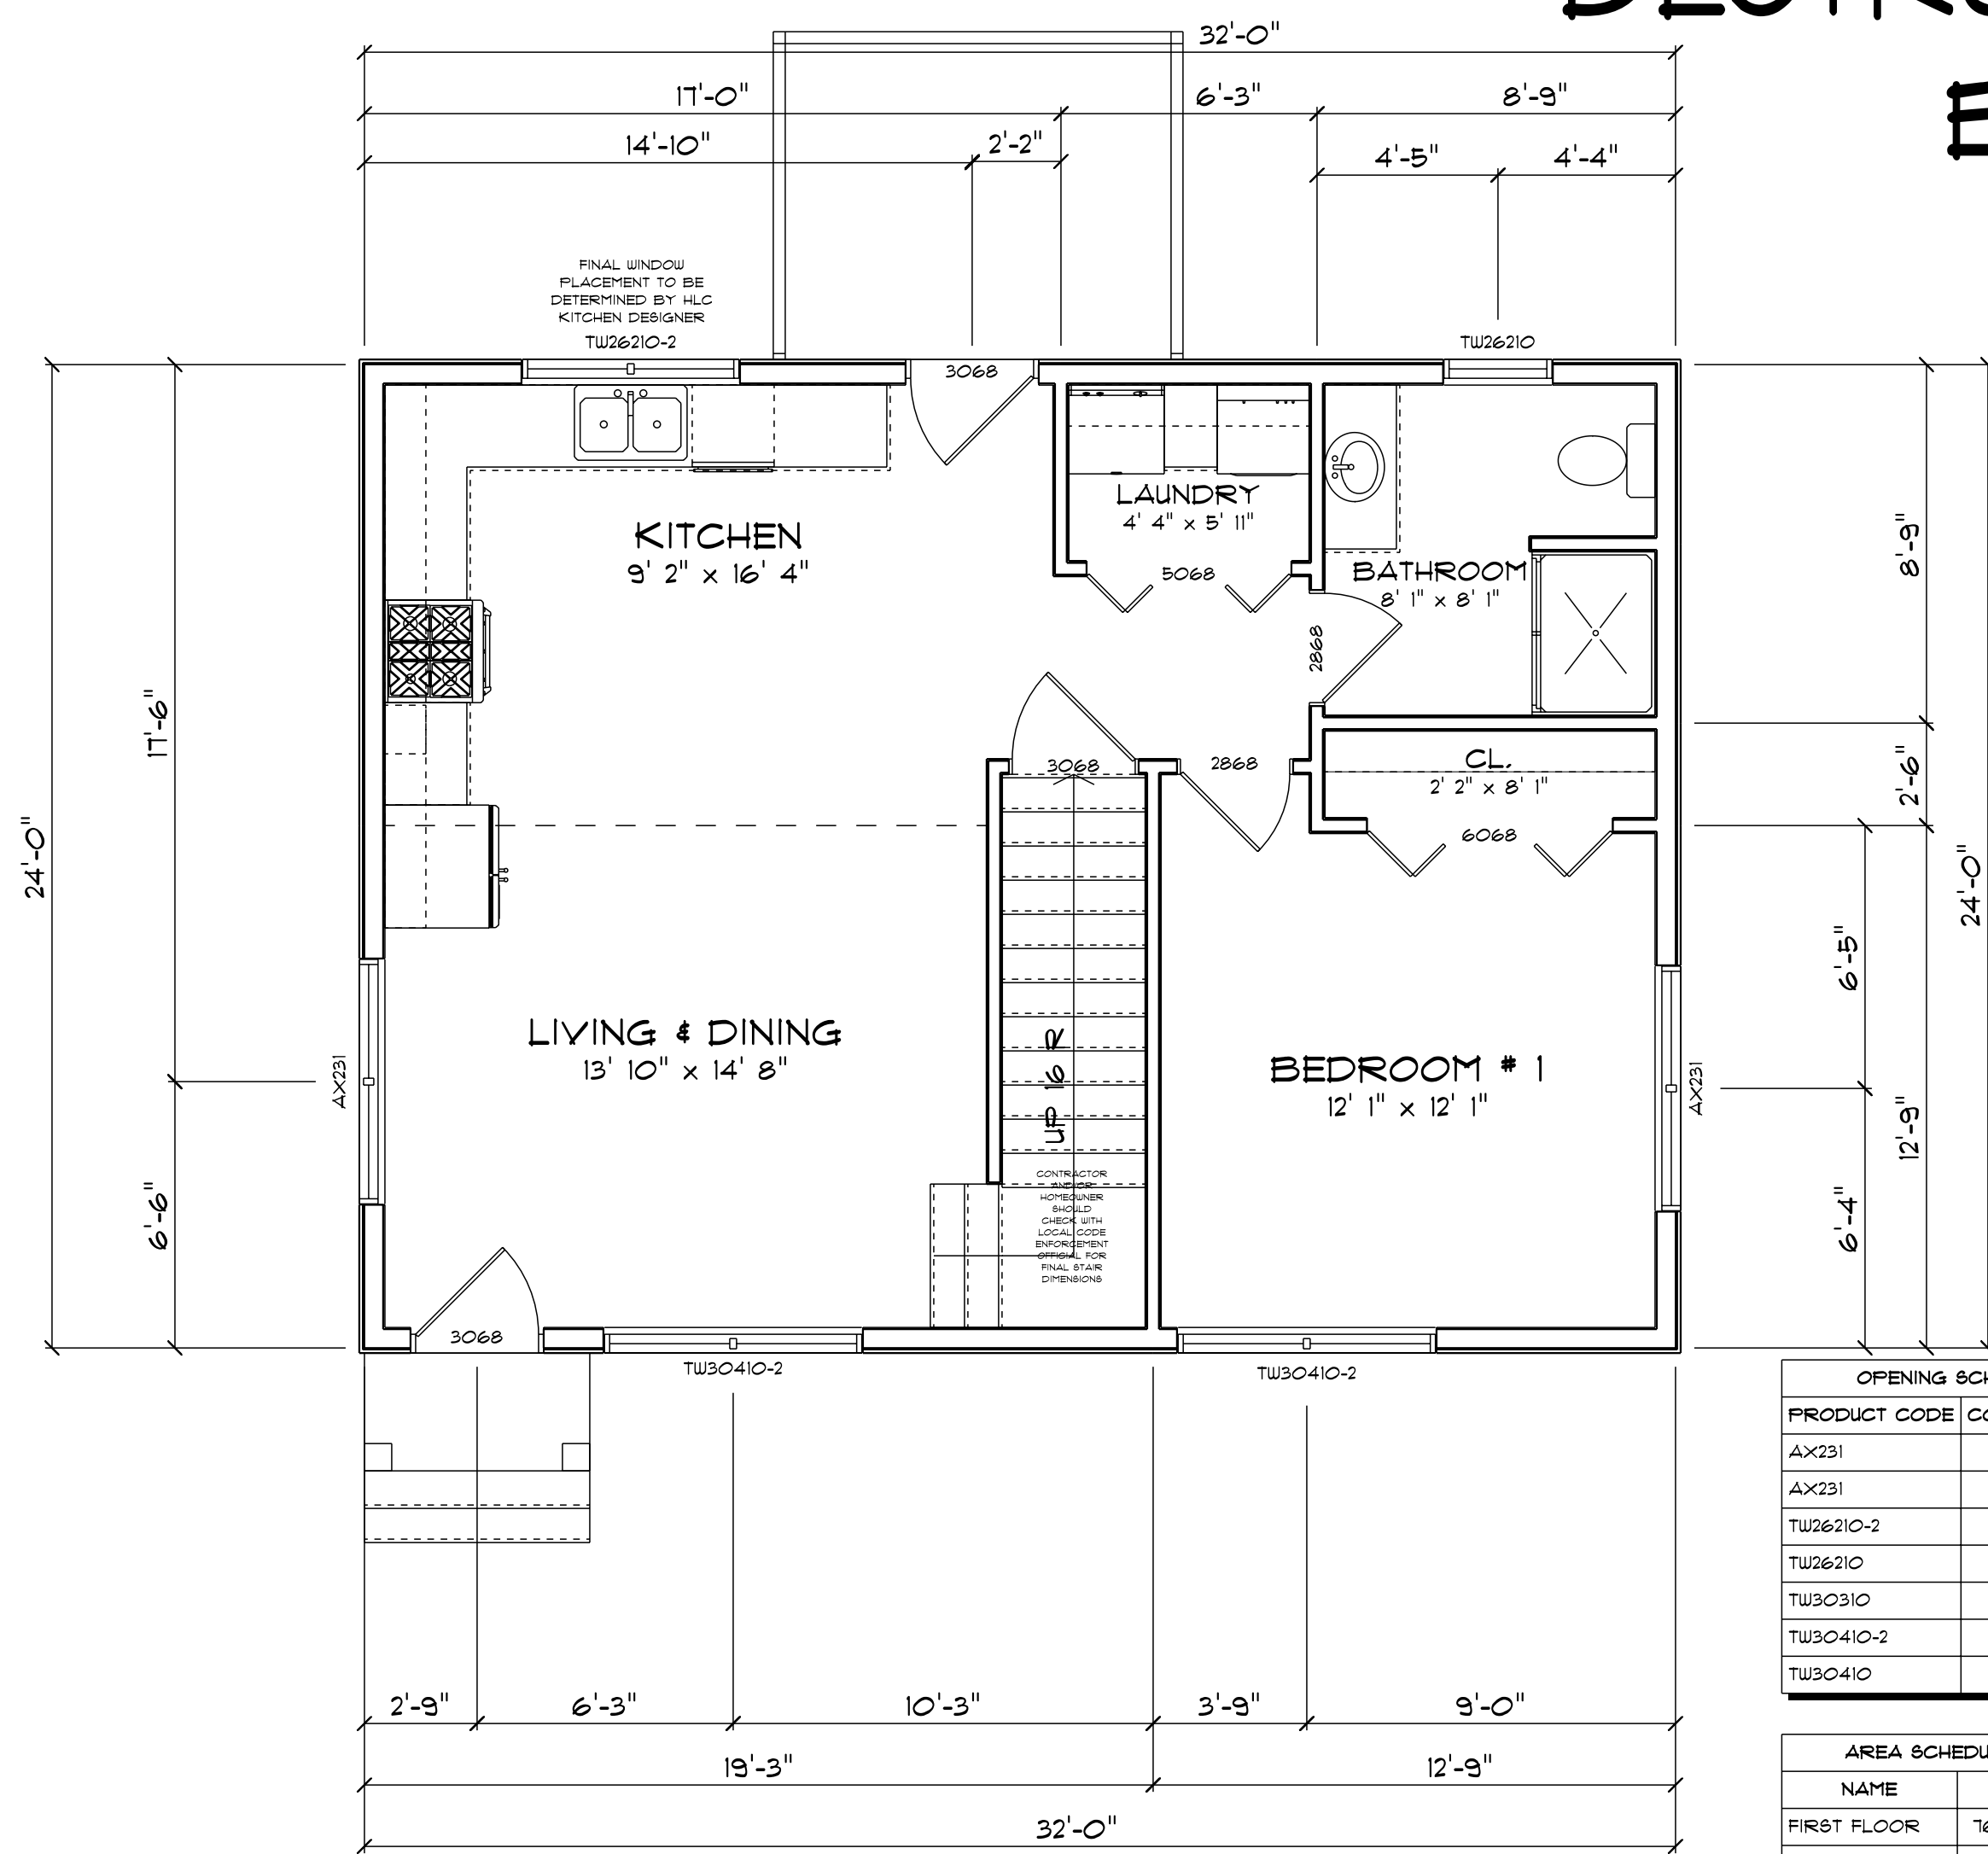 32'-0"
17'-0"
6'-3"
8'-9"
14'-10"
2'-2"
4'-5"
4'-4"
FINAL WINDOW
PLACEMENT TO BE
DETERMINED BY HLC
KITCHEN DESIGNER
TW26210-2
TW26210
3068
LAUNDRY
4' 4" x 5' 11"
KITCHEN
9' 2" x 16' 4"
5068
BATHROOM
8' 1" x 8' 1"
8'-9"
2868
17'-6"
3068
2868
CL.
2' 2" x 8' 1"
2'-6"
6068
24'-0"
24'-0"
6'-5"
LIVING & DINING
13' 10" x 14' 8"
UP 16 R
BEDROOM # 1
12' 1" x 12' 1"
AX231
AX231
12'-9"
6'-6"
6'-4"
CONTRACTOR
AND/OR
HOMEOWNER
SHOULD
CHECK WITH
LOCAL CODE
ENFORCEMENT
OFFICIAL FOR
FINAL STAIR
DIMENSIONS
3068
TW30410-2
TW30410-2
OPENING
PRODUCT CODE
AX231
AX231
TW26210-2
TW26210
TW30310
TW30410-2
TW30410
2'-9"
6'-3"
10'-3"
3'-9"
9'-0"
19'-3"
12'-9"
32'-0"
AREA
NAME
FIRST FLOOR